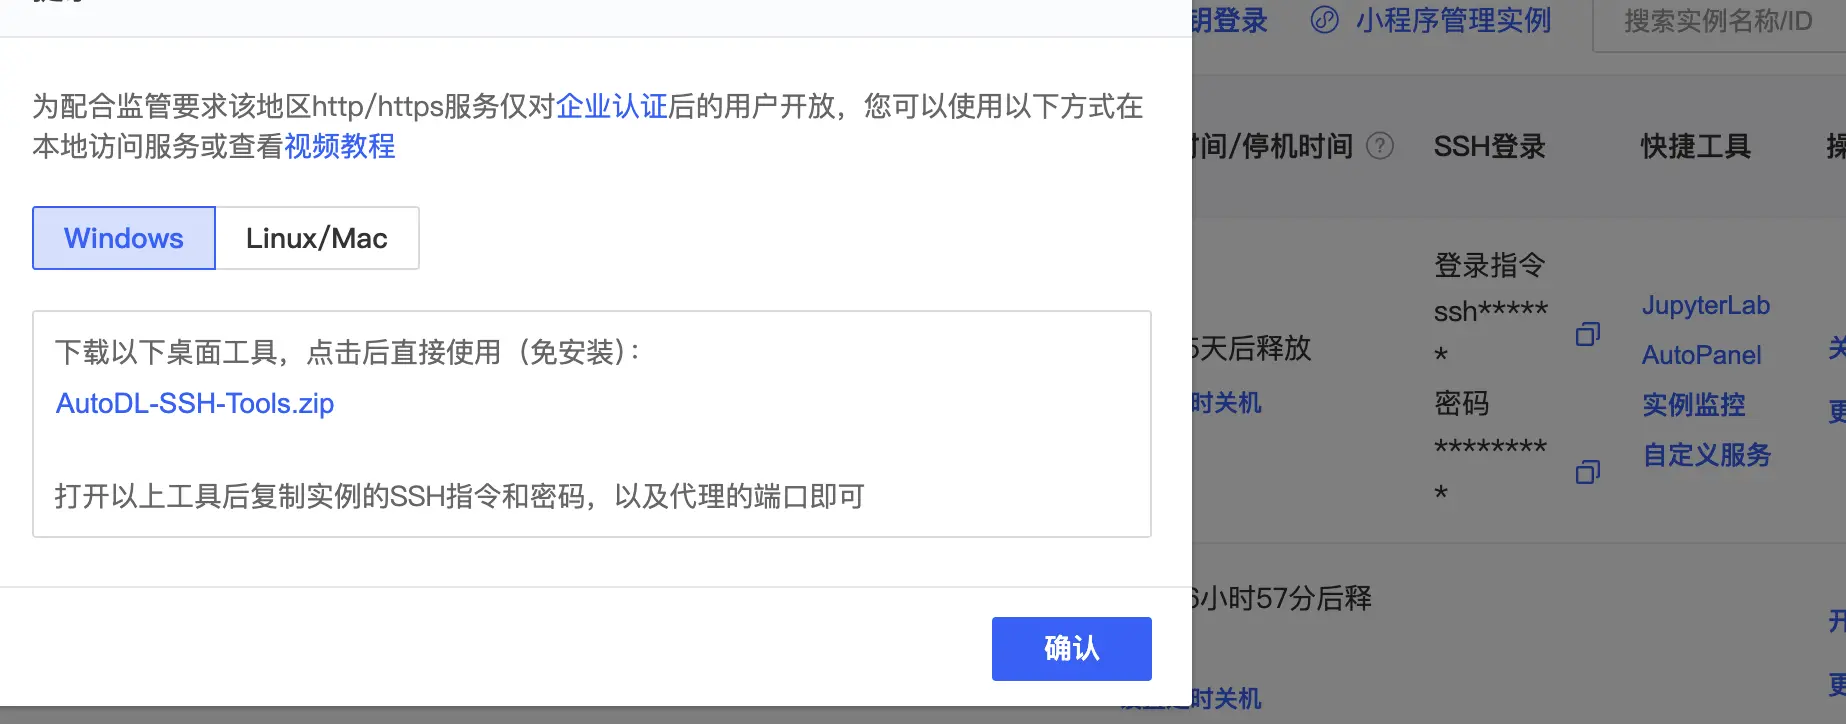 为配合监管要求该地区http/https服务仅对企业认证后的用户开放，您可以使用以下方式在
本地访问服务或查看视频教程
Windows
Linux/Mac
下载以下桌面工具，点击后直接使用（免安装）：
AutoDL-SSH-Tools.zip
打开以上工具后复制实例的SSH指令和密码，以及代理的端口即可
确认
钥登录
小程序管理实例
搜索实例名称/ID
时间/停机时间
SSH登录
快捷工具
5天后释放
时关机
登录指令
ssh*****
*
密码
********
*
JupyterLab
AutoPanel
实例监控
自定义服务
6小时57分后释
时关机